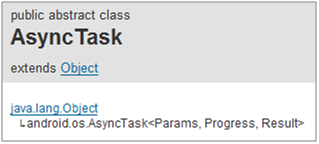 public abstract class
AsyncTask
extends Object
java.lang.Object
↳android.os.AsyncTask<Params, Progress, Result>